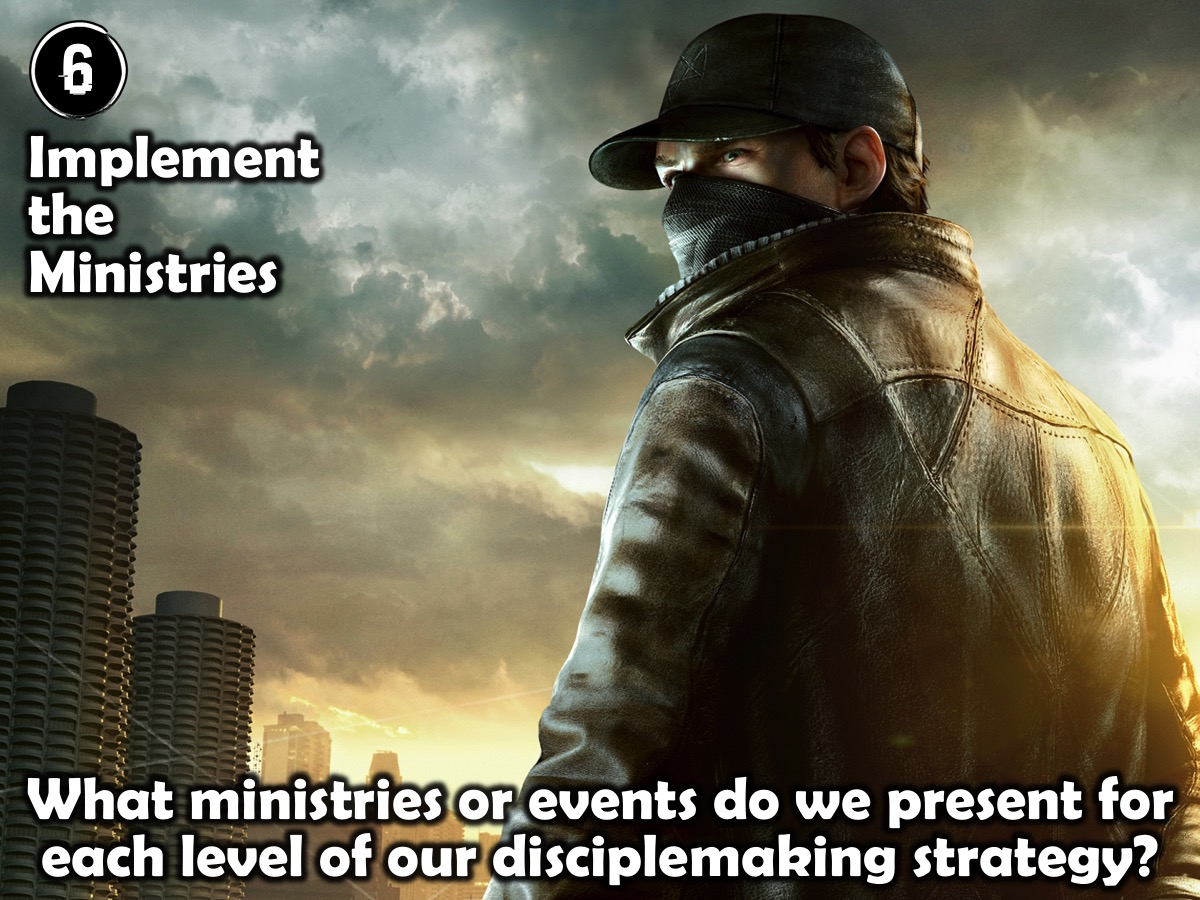 6
Implement
the
Ministries
What ministries or events do we present for
each level of our disciplemaking strategy?